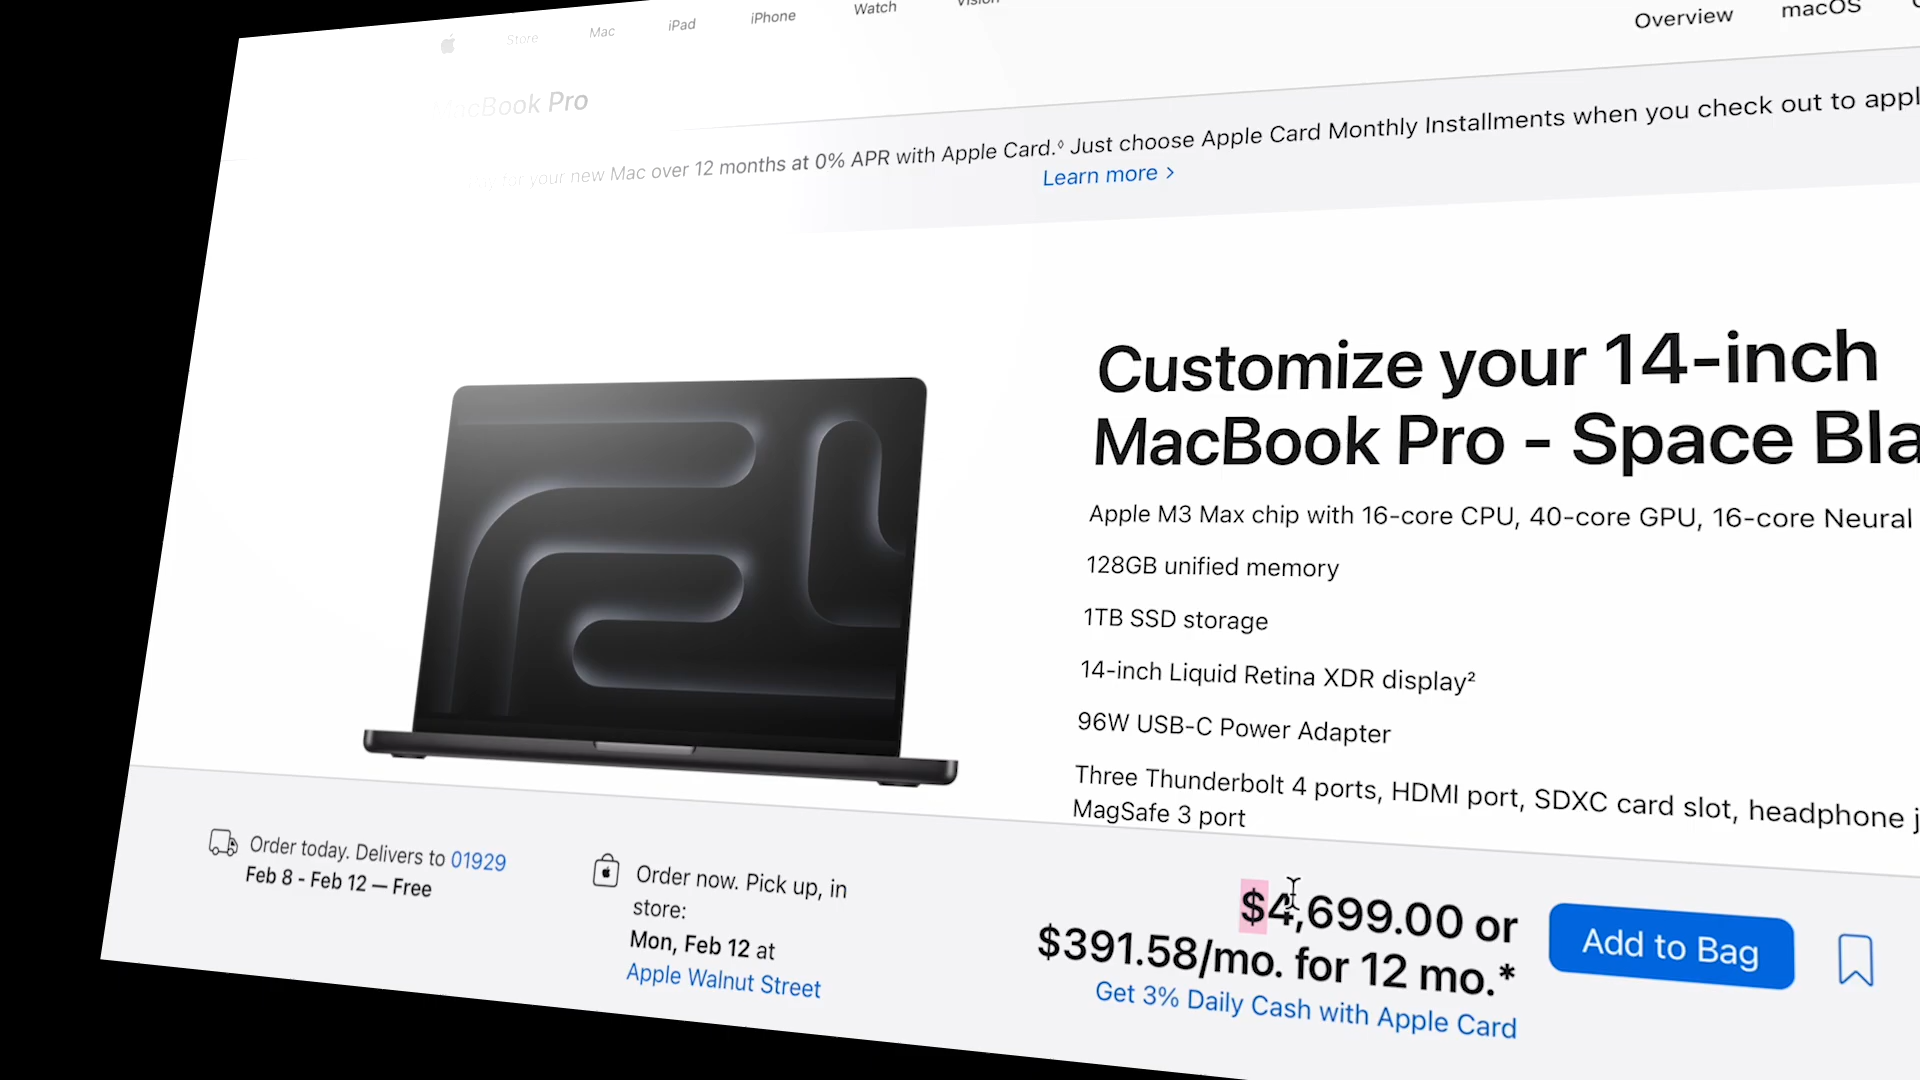 Store Mac iPad iPhone Watch Vision
Overview macOS
MacBook Pro
for your new Mac over 12 months at 0% APR with Apple Card.◊ Just choose Apple Card Monthly Installments when you check out to
Learn more >
Customize your 14-inch
MacBook Pro - Space
Apple M3 Max chip with 16-core CPU, 40-core GPU, 16-core Neural
128GB unified memory
1TB SSD storage
14-inch Liquid Retina XDR display²
96W USB-C Power Adapter
Three Thunderbolt 4 ports, HDMI port, SDXC card slot, headphone
MagSafe 3 port
Order today. Delivers to 01929
Feb 8 - Feb 12 — Free
Order now. Pick up, in
store:
Mon, Feb 12 at
Apple Walnut Street
$4,699.00 or
$391.58/mo. for 12 mo.*
Get 3% Daily Cash with Apple Card
Add to Bag